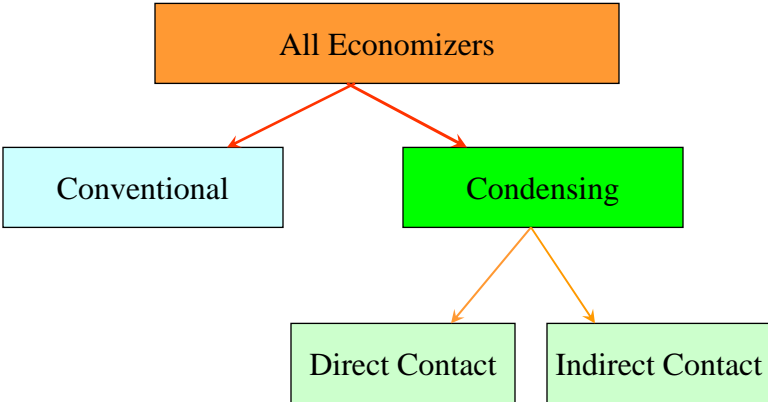 All Economizers
Conventional
Condensing
Direct Contact
Indirect Contact